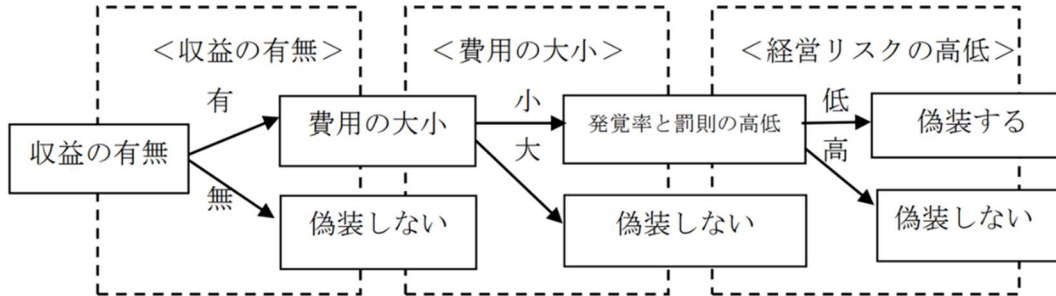 ＜収益の有無＞
＜費用の大小＞
＜経営リスクの高低＞
収益の有無
有
無
費用の大小
偽装しない
小
大
発覚率と罰則の高低
偽装しない
低
高
偽装する
偽装しない